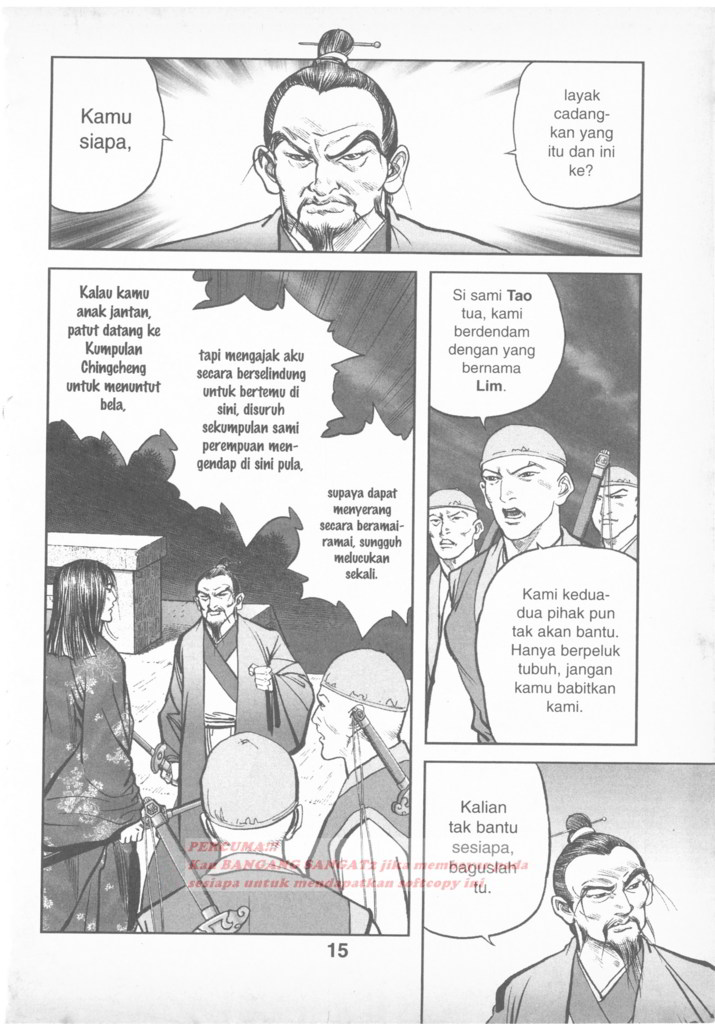 Kamu
siapa,
layak
cadang-
kan yang
itu dan ini
ke?
Kalau kamu
anak jantan,
patut datang ke
Kumpulan
Chingcheng
untuk menuntut
bela,
tapi mengajak aku
secara berselindung
untuk bertemu di
sini, disuruh
sekumpulan sami
perempuan men-
gendap di sini pula,
supaya dapat
menyerang
secara beramai-
ramai, sungguh
melucukan
sekali.
Si sami Tao
tua, kami
berdendam
dengan yang
bernama
Lim.
Kami kedua-
dua pihak pun
tak akan bantu.
Hanya berpeluk
tubuh, jangan
kamu babitkan
kami.
Kalian
tak bantu
sesiapa,
baguslah
tu.
PERCUMA!!!
Kau BANGANG SANGATz jika membayar pada
sesiapa untuk mendapatkan softcopy ini
15